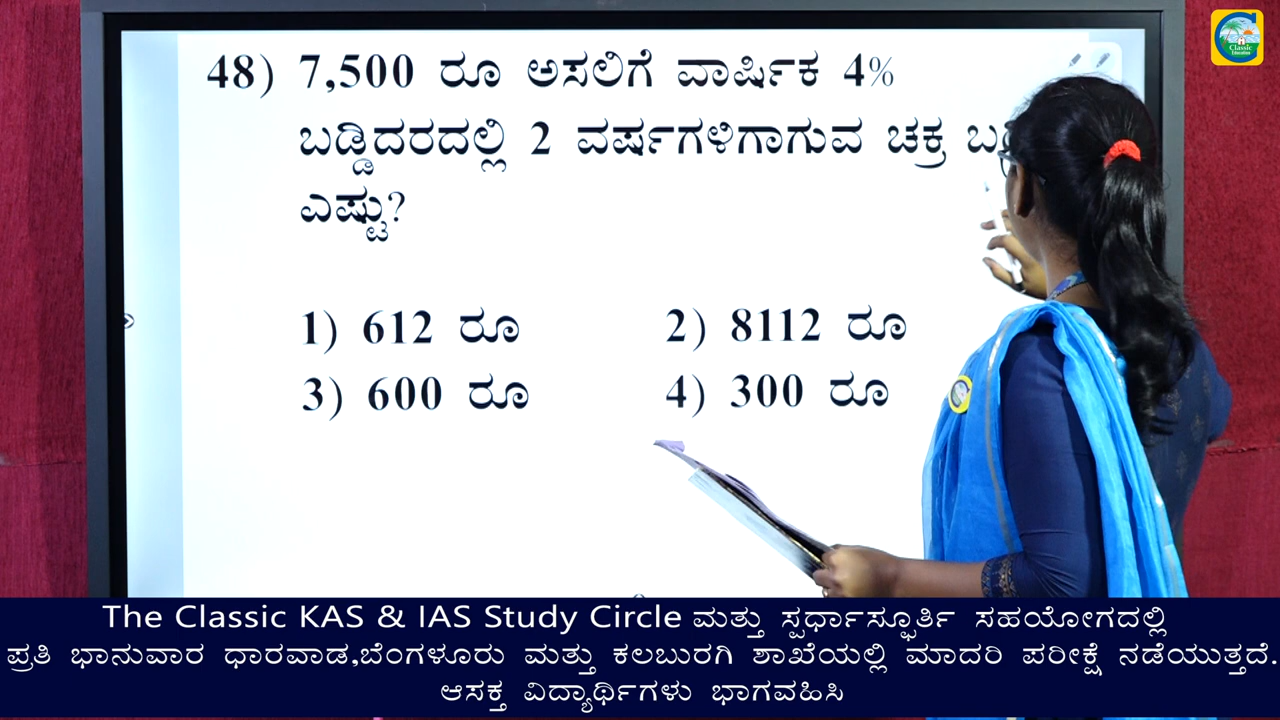 Classic
Education
48) 7,500 ರೂ ಅಸಲಿಗೆ ವಾರ್ಷಿಕ 4%
ಬಡ್ಡಿದರದಲ್ಲಿ 2 ವರ್ಷಗಳಿಗಾಗುವ ಚಕ್ರ
ಎಷ್ಟು?
1) 612 ರೂ 2) 8112 ರೂ
3) 600 ರೂ 4) 300 ರೂ
The Classic KAS & IAS Study Circle ಮತ್ತು ಸ್ಪರ್ಧಾಸ್ಫೂರ್ತಿ ಸಹಯೋಗದಲ್ಲಿ
ಪ್ರತಿ ಭಾನುವಾರ ಧಾರವಾಡ,ಬೆಂಗಳೂರು ಮತ್ತು ಕಲಬುರಗಿ ಶಾಖೆಯಲ್ಲಿ ಮಾದರಿ ಪರೀಕ್ಷೆ ನಡೆಯುತ್ತದೆ.
ಆಸಕ್ತ ವಿದ್ಯಾರ್ಥಿಗಳು ಭಾಗವಹಿಸಿ